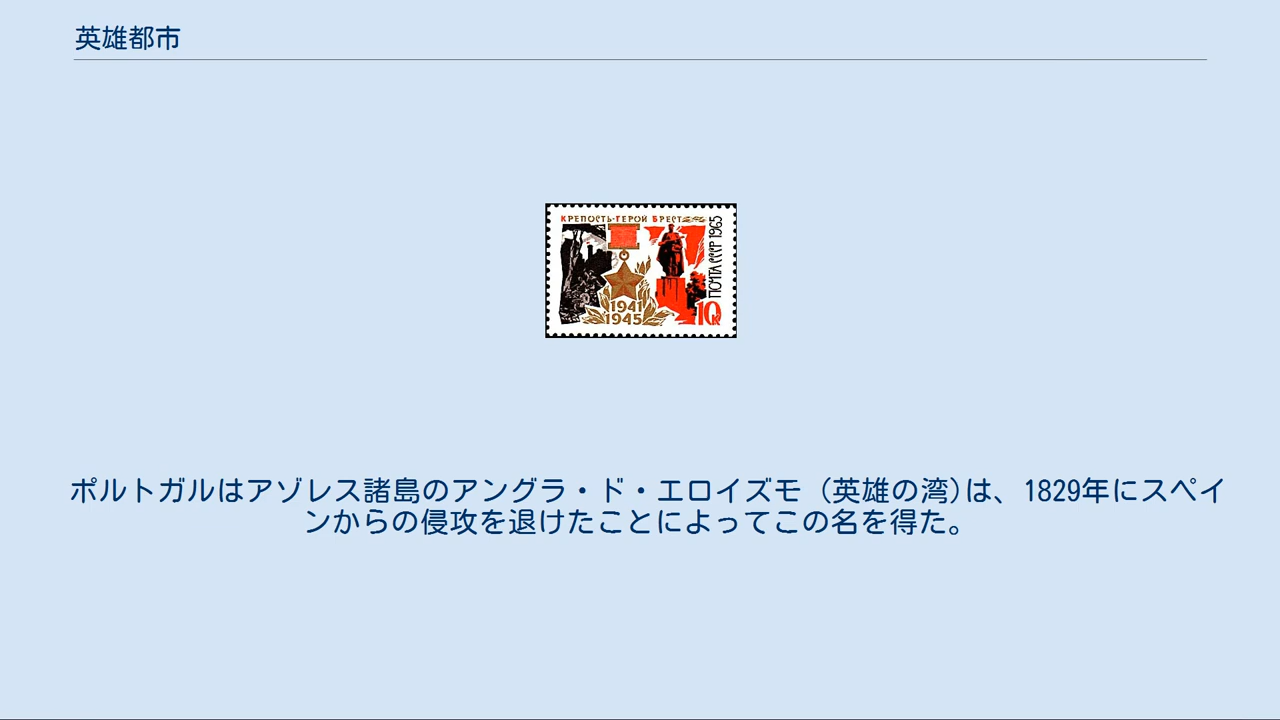 英雄都市
КРЕПОСТЬ-ГЕРОЙ БРЕСТ
ПОЧТА СССР 1965
1941
1945
10к
ポルトガルはアゾレス諸島のアングラ・ド・エロイズモ (英雄の湾)は、1829年にスペイ
ンからの侵攻を退けたことによってこの名を得た。